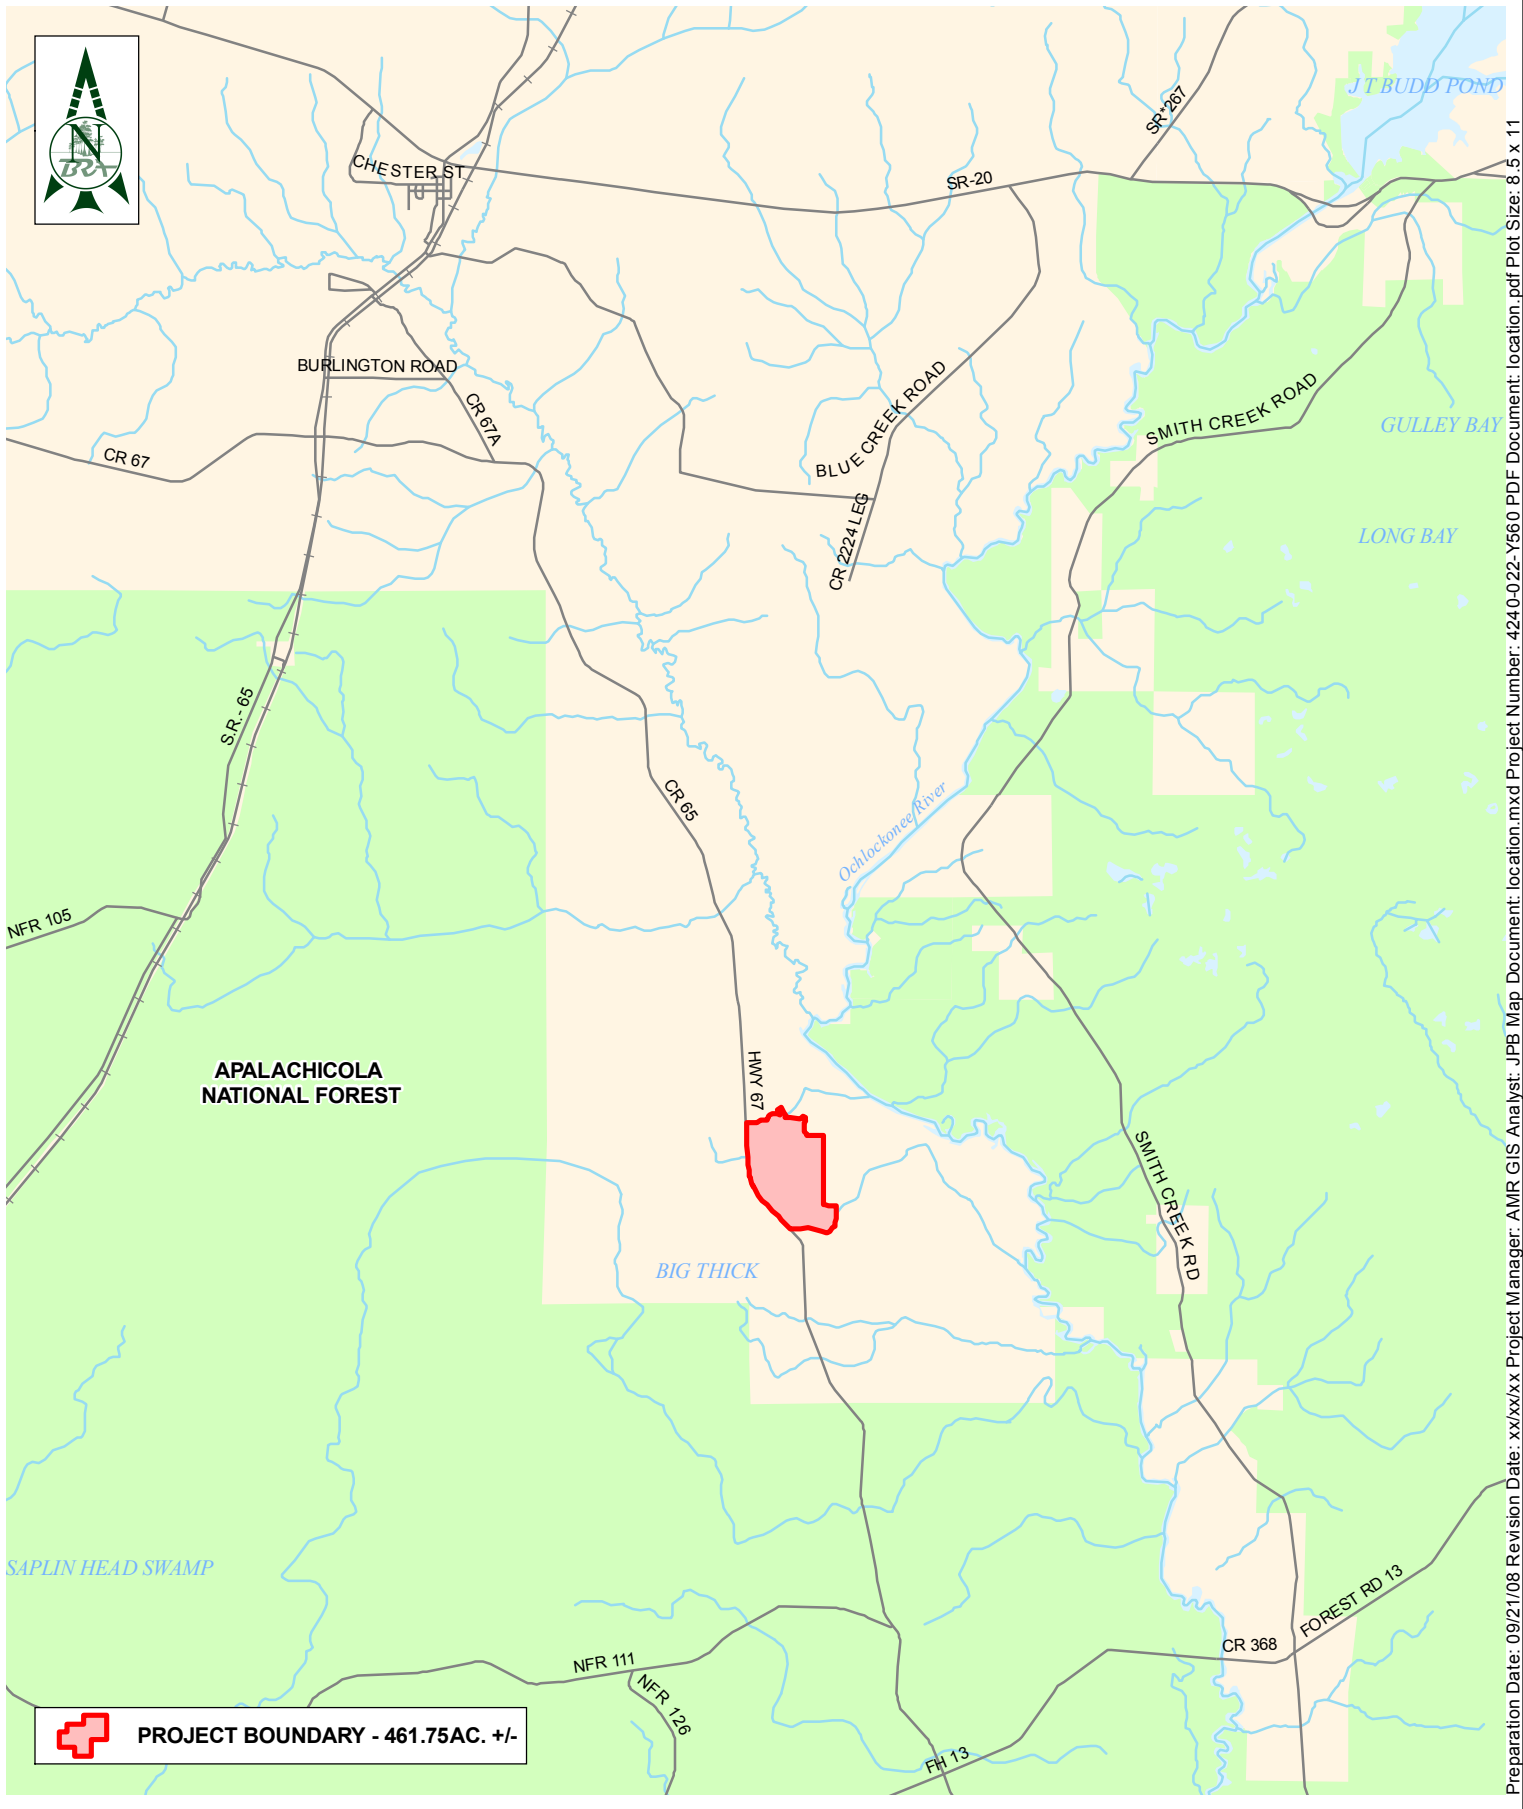 N
BRA
J T BUDD POND
SR*267
CHESTER ST
SR-20
BURLINGTON ROAD
CR 67A
CR 67
BLUE CREEK ROAD
SMITH CREEK ROAD
GULLEY BAY
CR 2224 LEG
LONG BAY
S.R.- 65
CR 65
Ochlockonee River
NFR 105
APALACHICOLA
NATIONAL FOREST
HWY 67
SMITH CREEK RD
BIG THICK
SAPLIN HEAD SWAMP
FOREST RD 13
CR 368
NFR 111
NFR 126
FH 13
PROJECT BOUNDARY - 461.75AC. +/-
Preparation Date: 09/21/08 Revision Date: xx/xx/xx Project Manager: AMR GIS Analyst: JPB Map Document: location.mxd Project Number: 4240-022-Y560 PDF Document: location.pdf Plot Size: 8.5 x 11